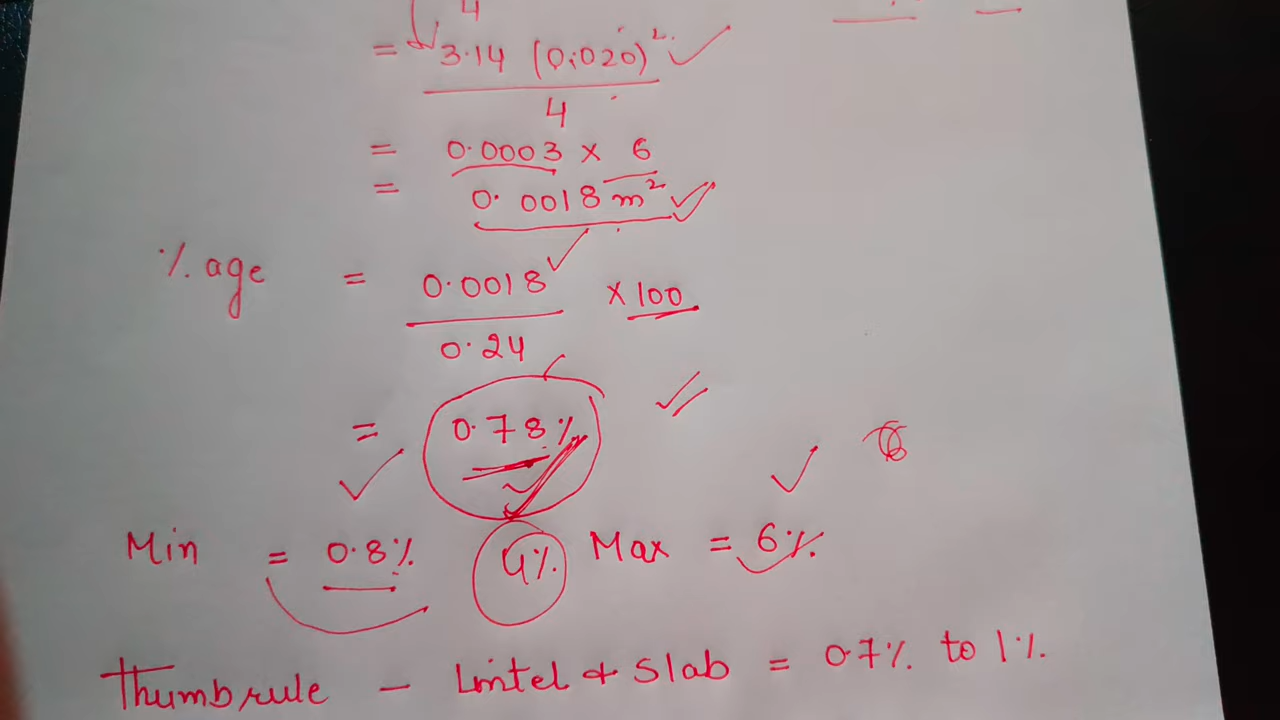 4
= 3.14 (0.020)²
4
= 0.0003 × 6
= 0.0018 m²
% age = 0.0018 × 100
0.24
= 0.78%
Min = 0.8% 4% Max = 6%
Thumbrule - Lintel & Slab = 0.7% to 1%.